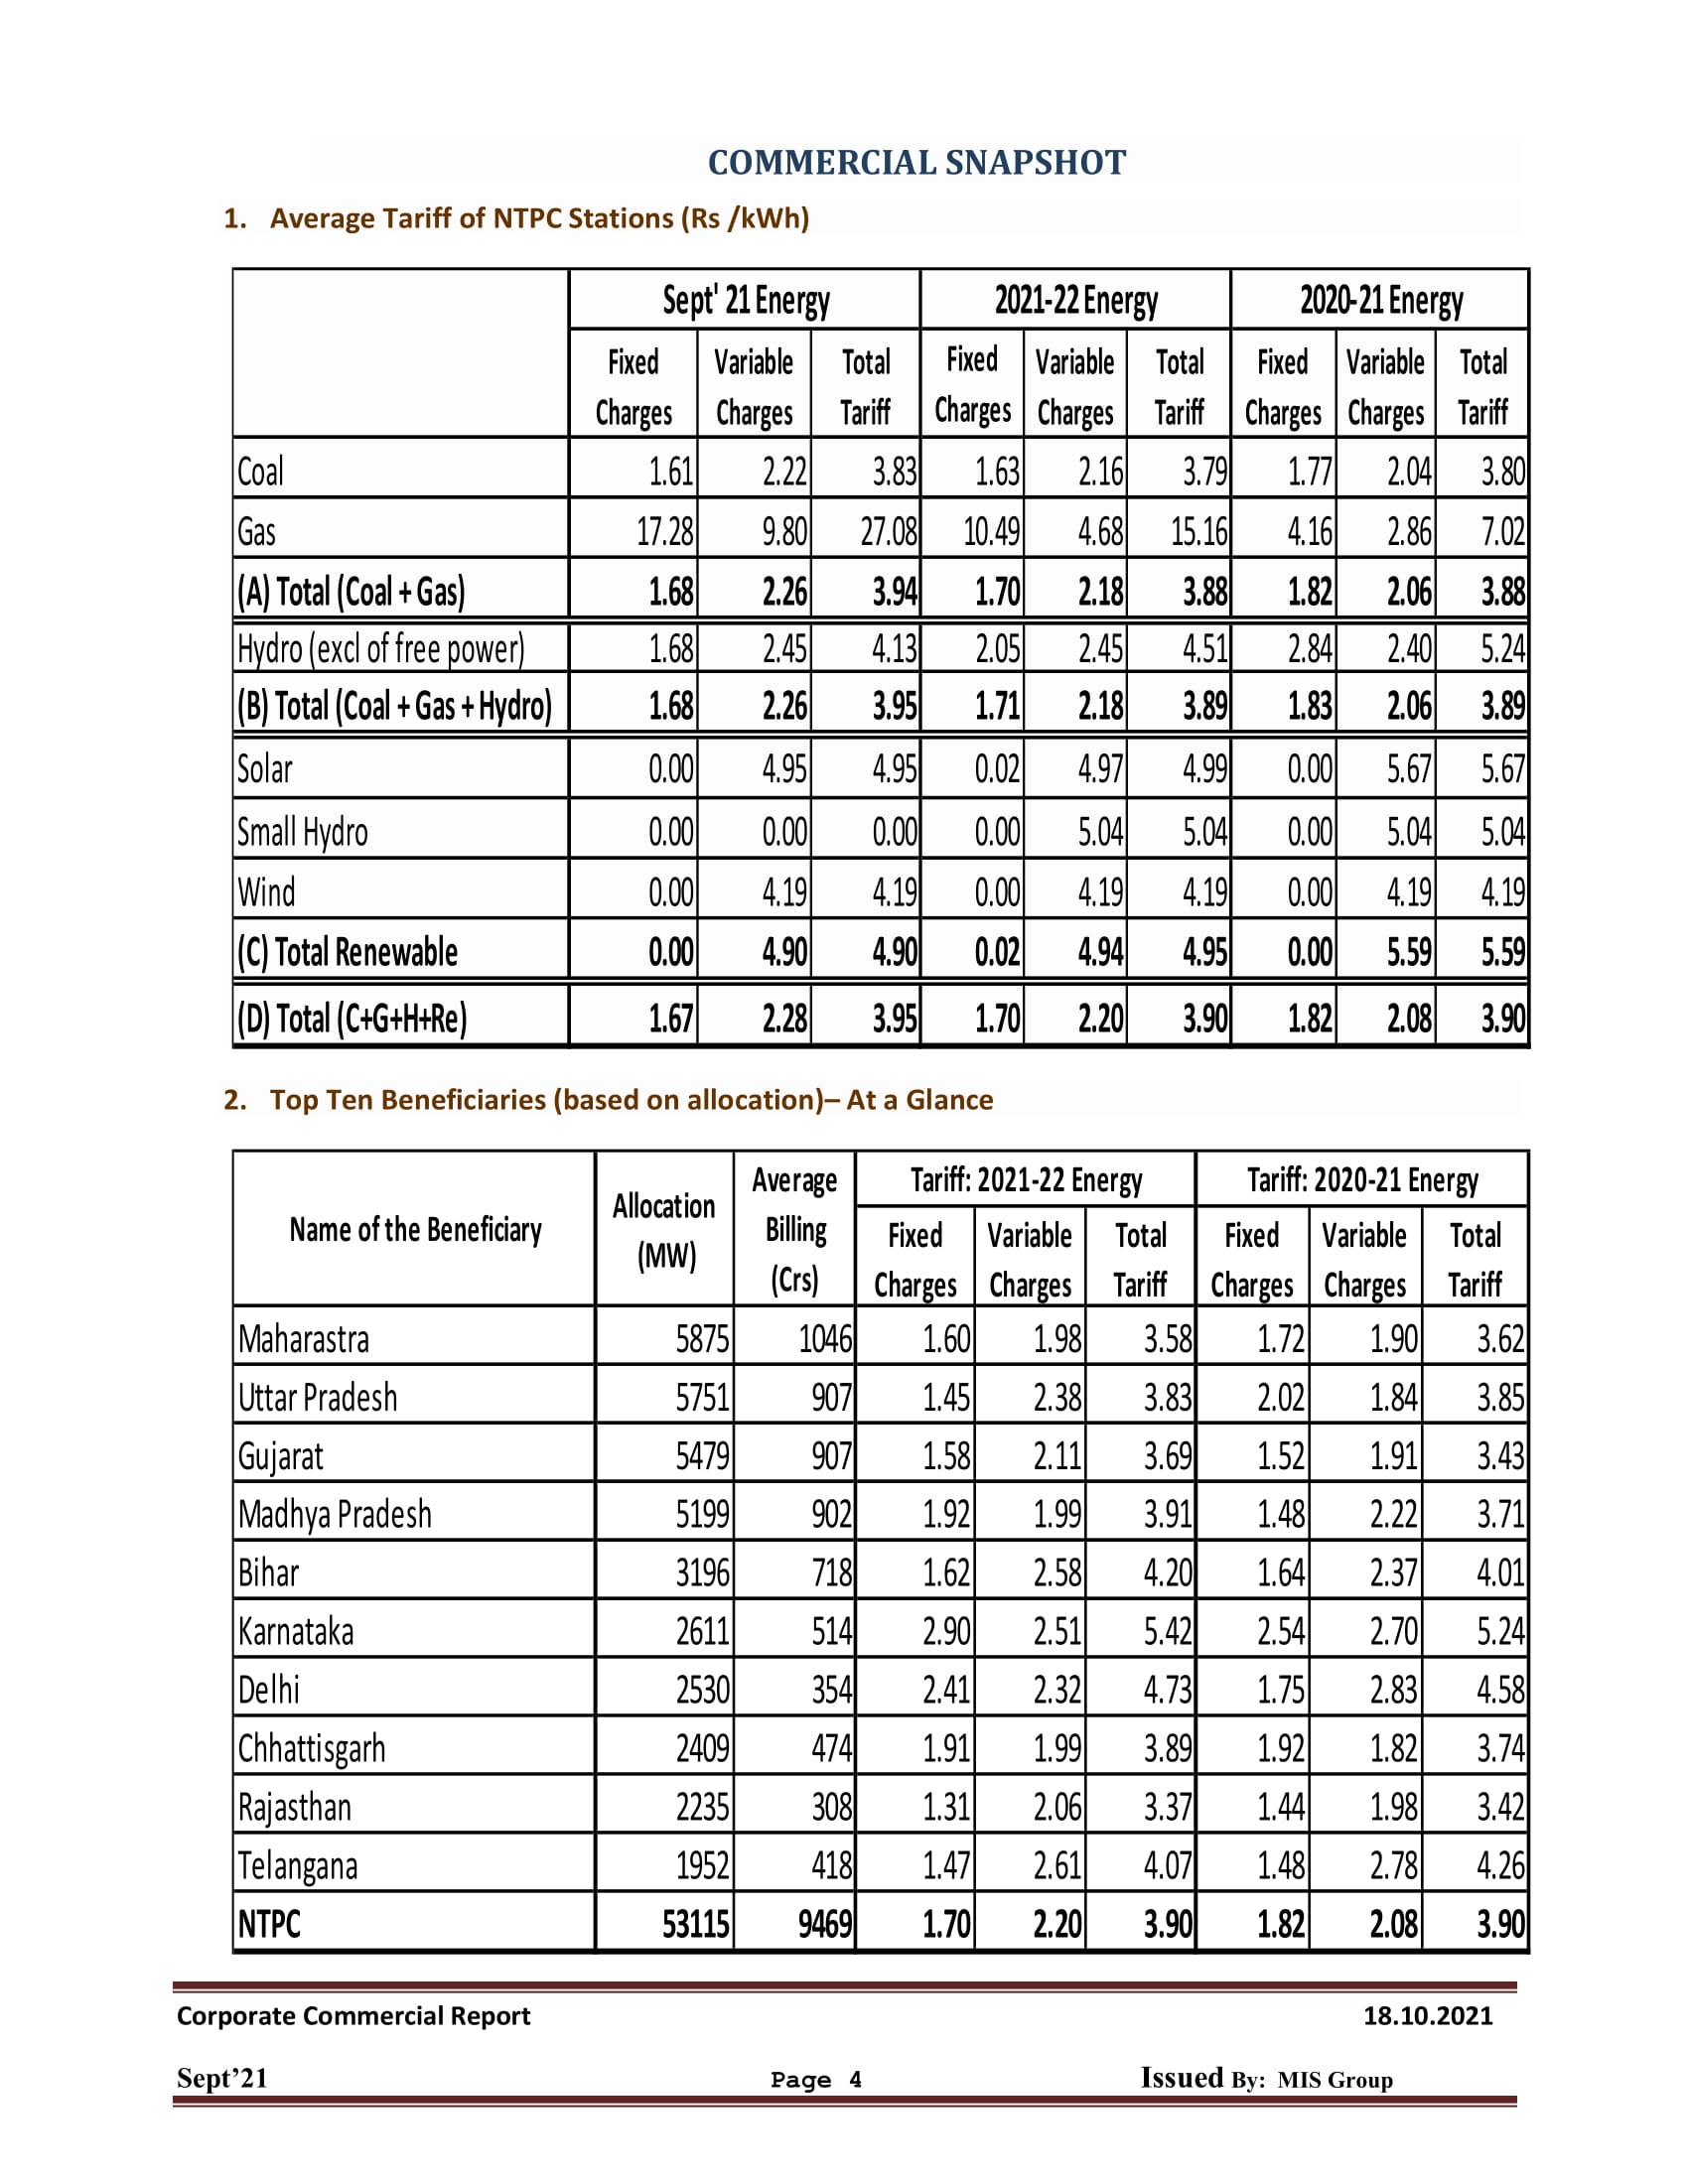 COMMERCIAL SNAPSHOT
1. Average Tariff of NTPC Stations (Rs /kWh)
Sept' 21 Energy 2021-22 Energy 2020-21 Energy
Fixed Charges Variable Charges Total Tariff Fixed Charges Variable Charges Total Tariff Fixed Charges Variable Charges Total Tariff
Coal 1.61 2.22 3.83 1.63 2.16 3.79 1.77 2.04 3.80
Gas 17.28 9.80 27.08 10.49 4.68 15.16 4.16 2.86 7.02
(A) Total (Coal + Gas) 1.68 2.26 3.94 1.70 2.18 3.88 1.82 2.06 3.88
Hydro (excl of free power) 1.68 2.45 4.13 2.05 2.45 4.51 2.84 2.40 5.24
(B) Total (Coal + Gas + Hydro) 1.68 2.26 3.95 1.71 2.18 3.89 1.83 2.06 3.89
Solar 0.00 4.95 4.95 0.02 4.97 4.99 0.00 5.67 5.67
Small Hydro 0.00 0.00 0.00 0.00 5.04 5.04 0.00 5.04 5.04
Wind 0.00 4.19 4.19 0.00 4.19 4.19 0.00 4.19 4.19
(C) Total Renewable 0.00 4.90 4.90 0.02 4.94 4.95 0.00 5.59 5.59
(D) Total (C+G+H+Re) 1.67 2.28 3.95 1.70 2.20 3.90 1.82 2.08 3.90
2. Top Ten Beneficiaries (based on allocation)– At a Glance
Name of the Beneficiary Allocation (MW) Average Billing (Crs) Tariff: 2021-22 Energy Tariff: 2020-21 Energy
Fixed Charges Variable Charges Total Tariff Fixed Charges Variable Charges Total Tariff
Maharastra 5875 1046 1.60 1.98 3.58 1.72 1.90 3.62
Uttar Pradesh 5751 907 1.45 2.38 3.83 2.02 1.84 3.85
Gujarat 5479 907 1.58 2.11 3.69 1.52 1.91 3.43
Madhya Pradesh 5199 902 1.92 1.99 3.91 1.48 2.22 3.71
Bihar 3196 718 1.62 2.58 4.20 1.64 2.37 4.01
Karnataka 2611 514 2.90 2.51 5.42 2.54 2.70 5.24
Delhi 2530 354 2.41 2.32 4.73 1.75 2.83 4.58
Chhattisgarh 2409 474 1.91 1.99 3.89 1.92 1.82 3.74
Rajasthan 2235 308 1.31 2.06 3.37 1.44 1.98 3.42
Telangana 1952 418 1.47 2.61 4.07 1.48 2.78 4.26
NTPC 53115 9469 1.70 2.20 3.90 1.82 2.08 3.90
Corporate Commercial Report 18.10.2021
Sept’21 Page 4 Issued By: MIS Group